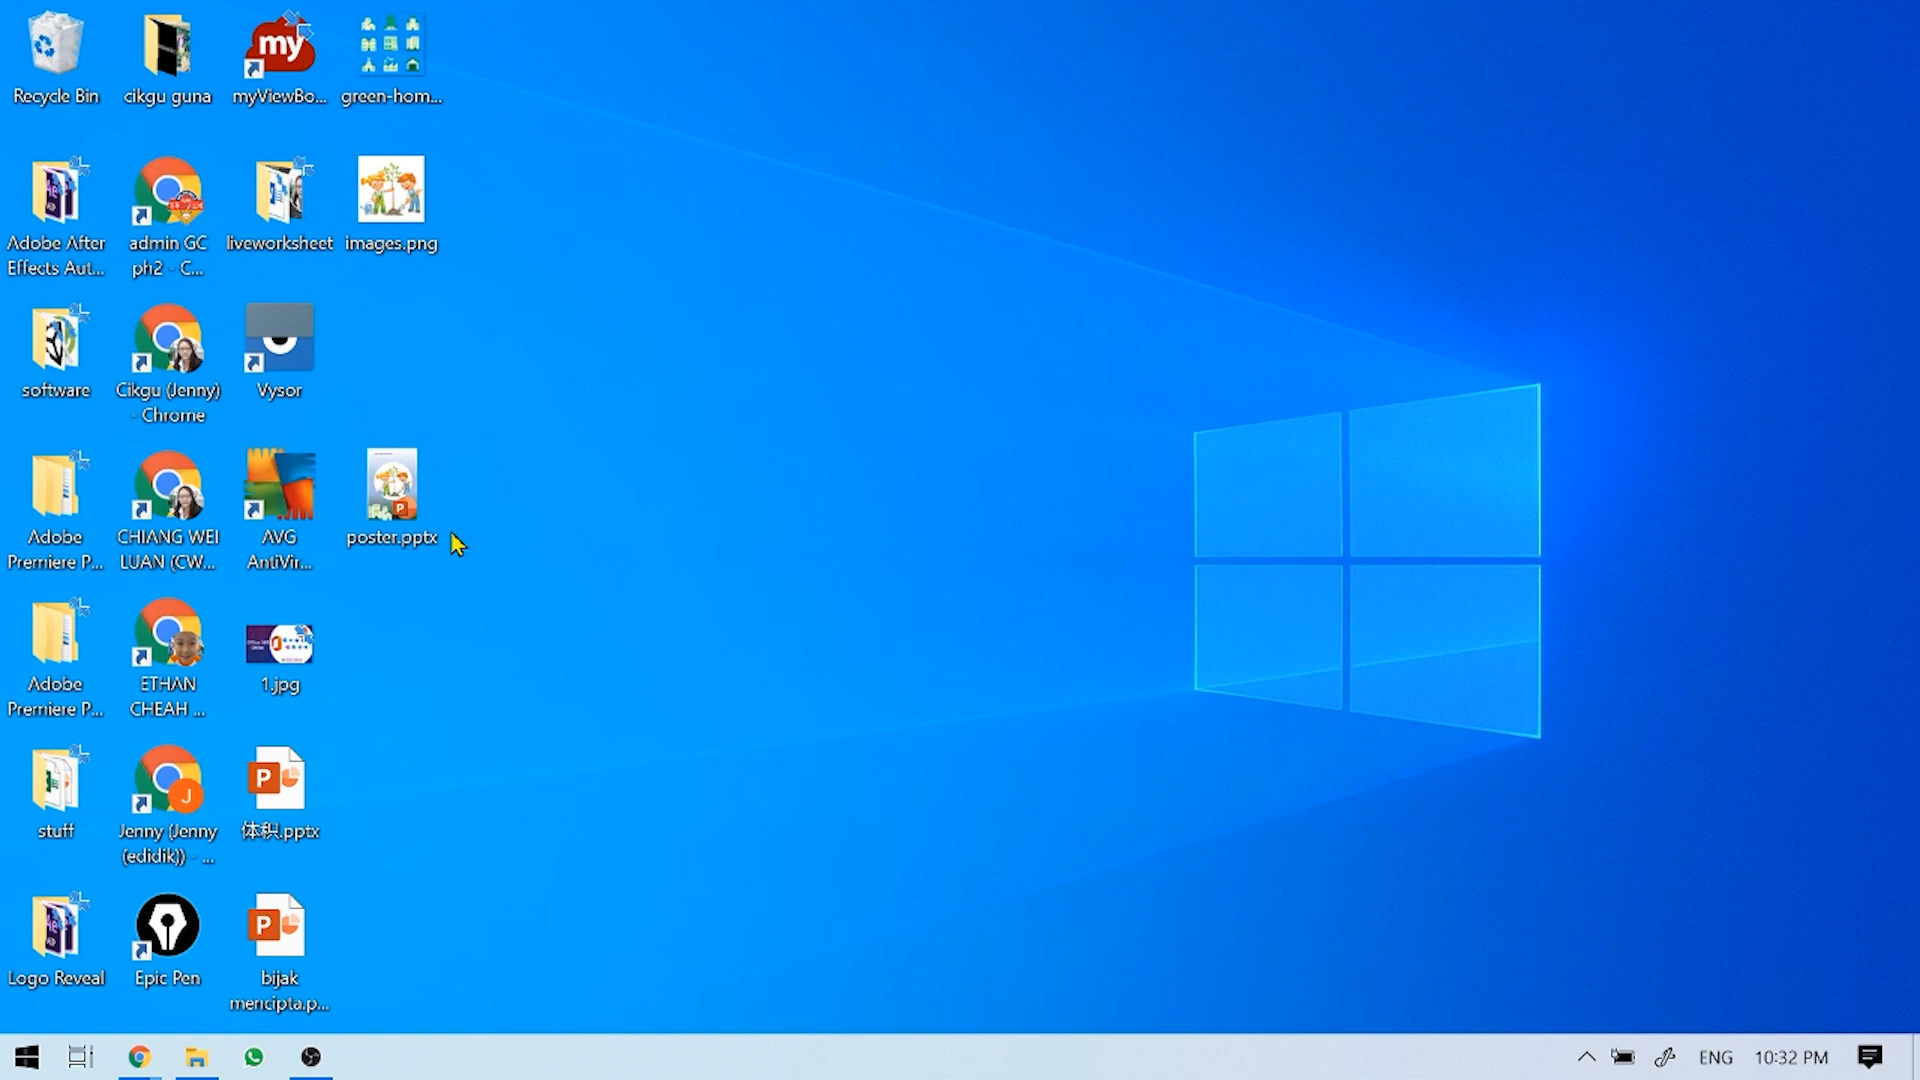 Recycle Bin
cikgu guna
my
myViewBo...
green-hom...
Adobe After
Effects Aut...
admin GC
ph2 - C...
liveworksheet
images.png
software
Cikgu (Jenny)
- Chrome
Vysor
Adobe
Premiere P...
CHIANG WEI
LUAN (CW...
AVG
AntiVir...
P
poster.pptx
Adobe
Premiere P...
ETHAN
CHEAH ...
1.jpg
stuff
J
Jenny (Jenny
(edidik)) - ...
P
体积.pptx
Logo Reveal
Epic Pen
P
bijak
mencipta.p...
ENG
10:32 PM